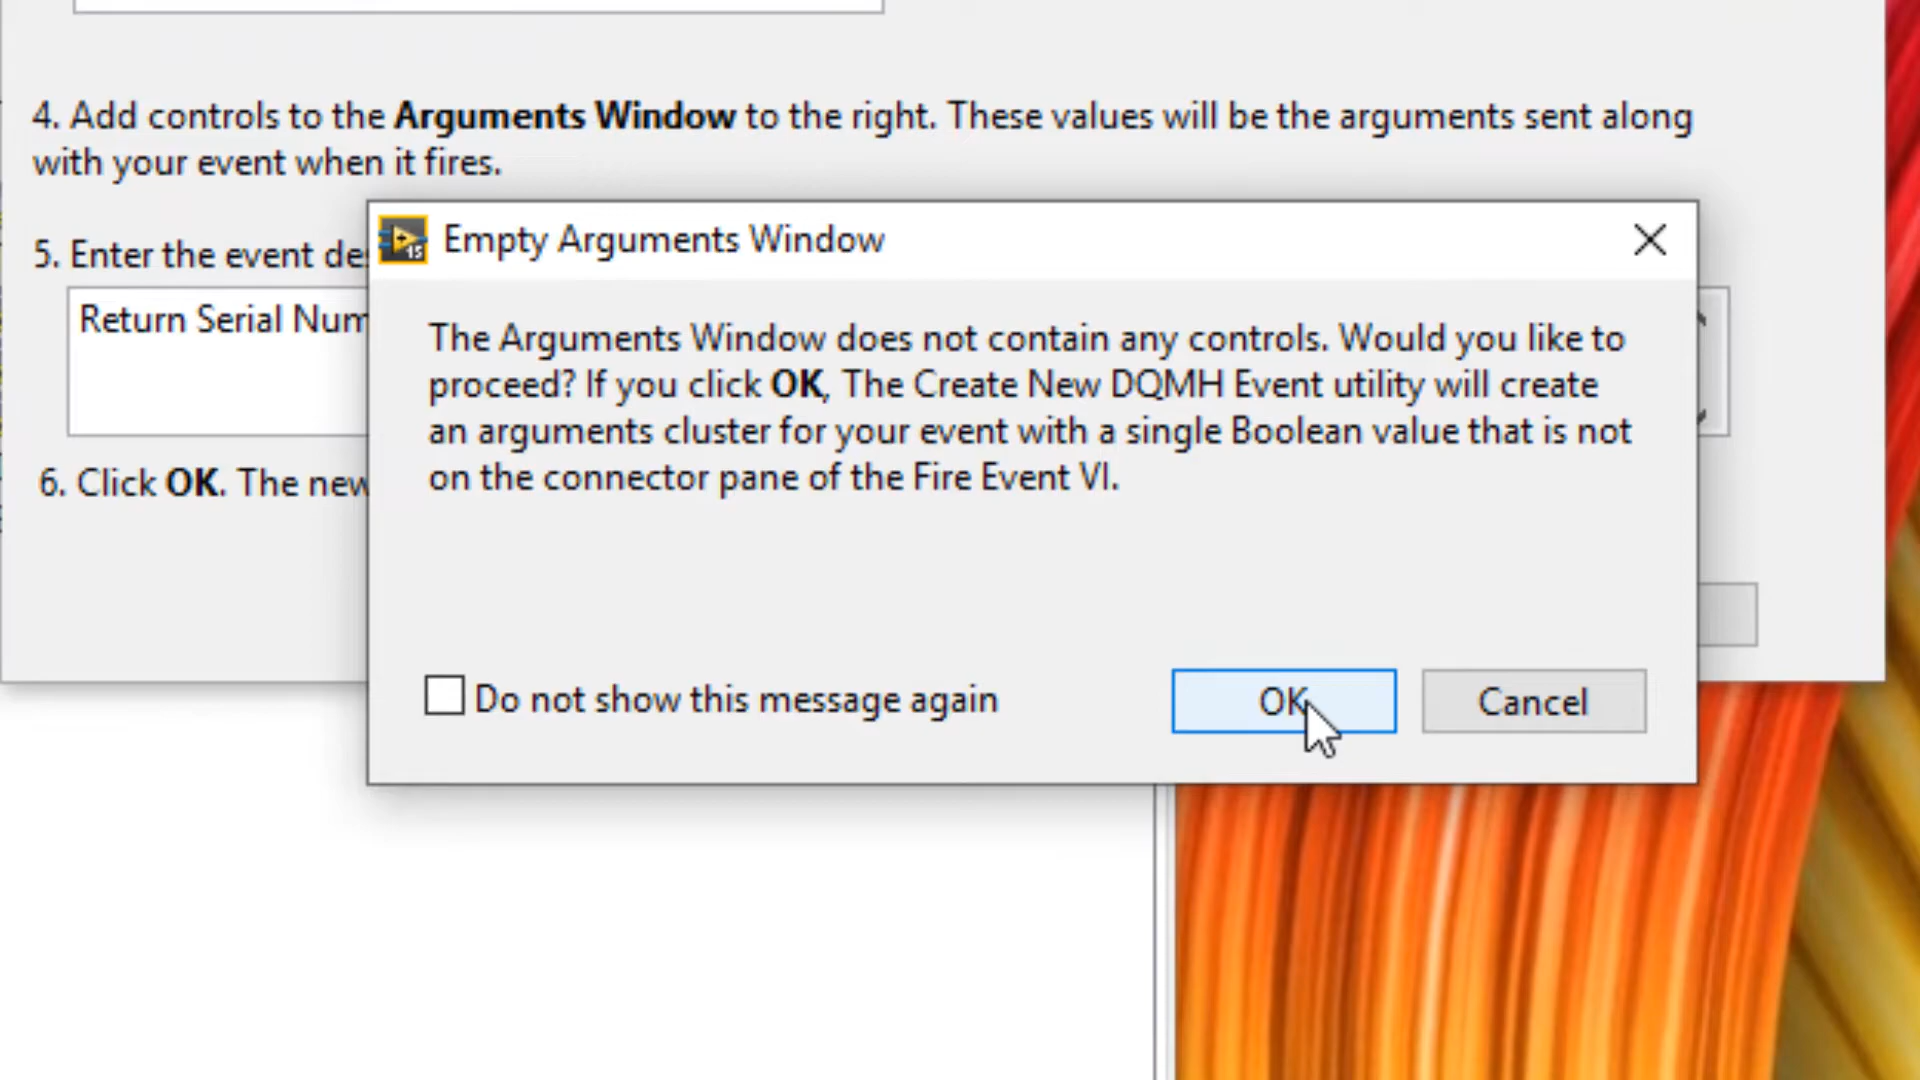 4. Add controls to the Arguments Window to the right. These values will be the arguments sent along
with your event when it fires.
5. Enter the event des
Return Serial Num
6. Click OK. The new
Empty Arguments Window
The Arguments Window does not contain any controls. Would you like to
proceed? If you click OK, The Create New DQMH Event utility will create
an arguments cluster for your event with a single Boolean value that is not
on the connector pane of the Fire Event VI.
Do not show this message again
OK
Cancel